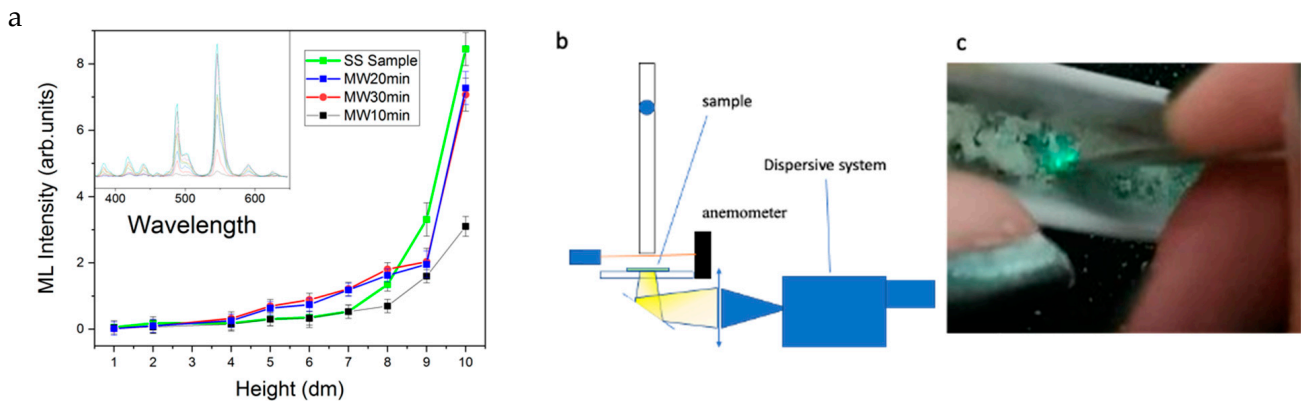 a
ML Intensity (arb.units)
8
6
4
2
0
SS Sample
MW20min
MW30min
MW10min
400
500
600
Wavelength
1 2 3 4 5 6 7 8 9 10
Height (dm)
b
sample
Dispersive system
anemometer
c